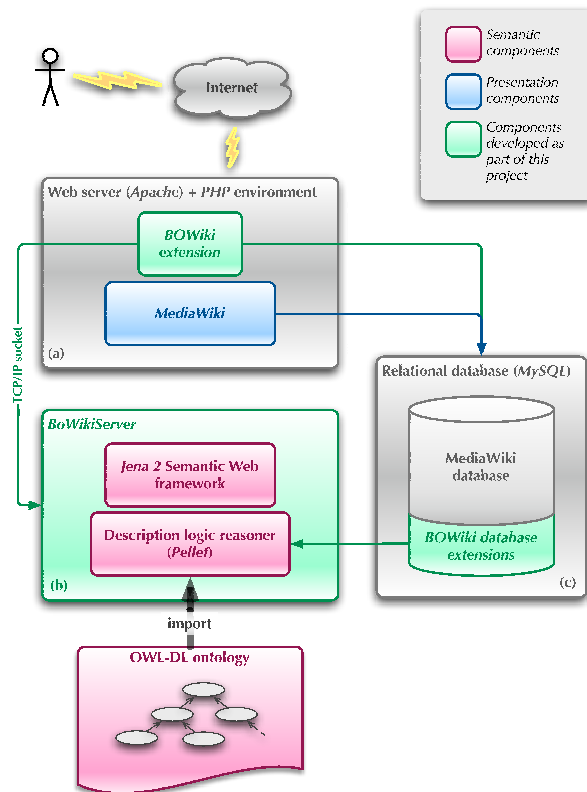 Semantic
components
Presentation
components
Components
developed as
part of this
project
Internet
Web server (Apache) + PHP environment
BOWiki
extension
MediaWiki
(a)
TCP/IP socket
Relational database (MySQL)
MediaWiki
database
BOWiki database
extensions
(c)
BoWikiServer
Jena 2 Semantic Web
framework
Description logic reasoner
(Pellet)
(b)
import
OWL-DL ontology